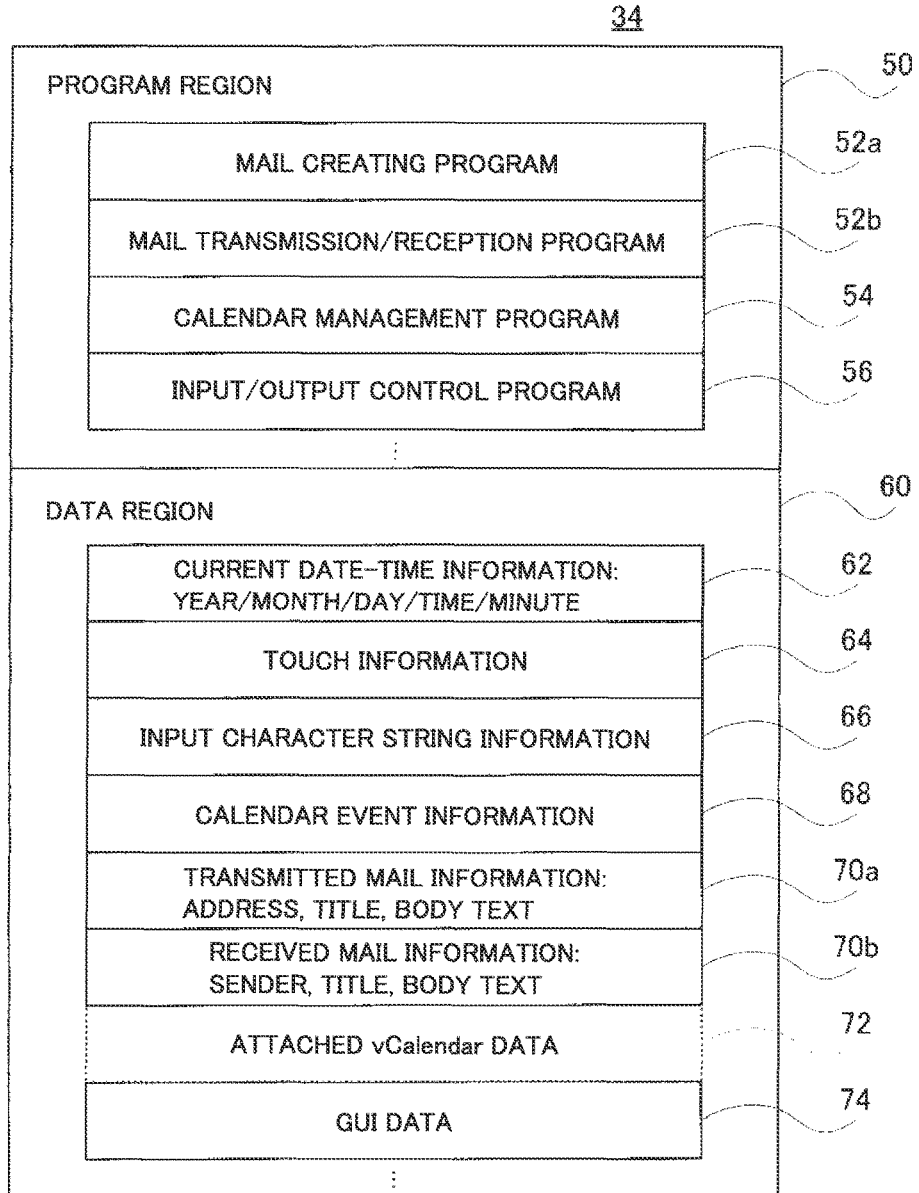 34
PROGRAM REGION
50
MAIL CREATING PROGRAM
52a
MAIL TRANSMISSION/RECEPTION PROGRAM
52b
CALENDAR MANAGEMENT PROGRAM
54
INPUT/OUTPUT CONTROL PROGRAM
56
DATA REGION
60
CURRENT DATE-TIME INFORMATION:
YEAR/MONTH/DAY/TIME/MINUTE
62
TOUCH INFORMATION
64
INPUT CHARACTER STRING INFORMATION
66
CALENDAR EVENT INFORMATION
68
TRANSMITTED MAIL INFORMATION:
ADDRESS, TITLE, BODY TEXT
70a
RECEIVED MAIL INFORMATION:
SENDER, TITLE, BODY TEXT
70b
ATTACHED vCalendar DATA
72
GUI DATA
74